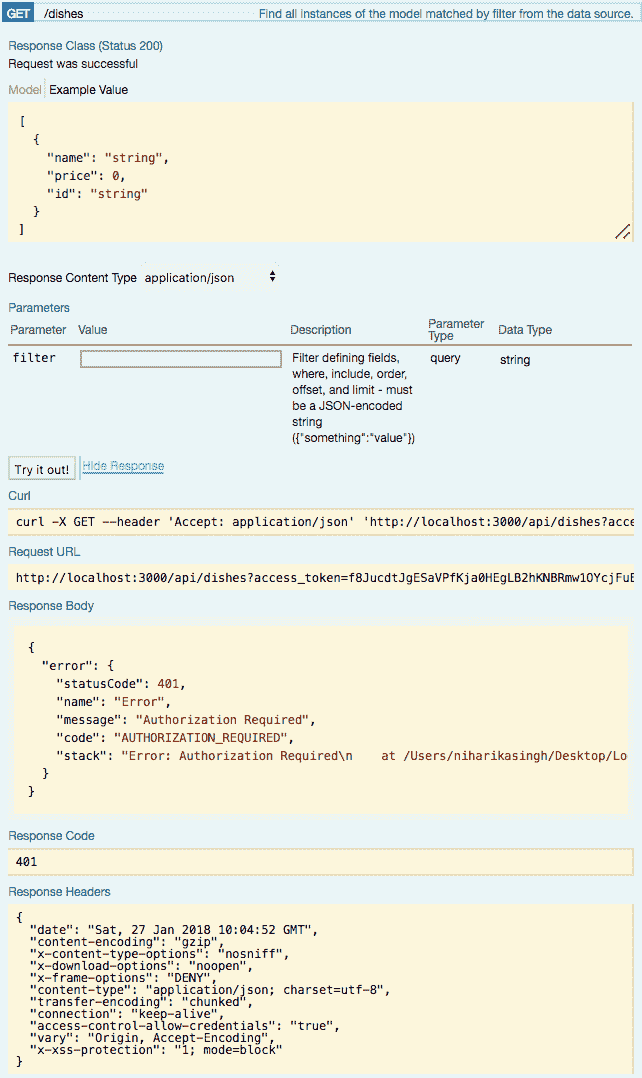 GET /dishes Find all instances of the model matched by filter from the data source.
Response Class (Status 200)
Request was successful
Model Example Value
[
  {
    "name": "string",
    "price": 0,
    "id": "string"
  }
]
Response Content Type application/json
Parameters
Parameter Value Description Parameter Type Data Type
filter Filter defining fields, query string
where, include, order,
offset, and limit - must
be a JSON-encoded
string
({"something":"value"})
Try it out! Hide Response
Curl
curl -X GET --header 'Accept: application/json' 'http://localhost:3000/api/dishes?acce
Request URL
http://localhost:3000/api/dishes?access_token=f8JucdtJgESaVPfKja0HEgLB2hKNBRmw1OYcjFuE
Response Body
{
  "error": {
    "statusCode": 401,
    "name": "Error",
    "message": "Authorization Required",
    "code": "AUTHORIZATION_REQUIRED",
    "stack": "Error: Authorization Required\n    at /Users/niharikasingh/Desktop/Lo
  }
}
Response Code
401
Response Headers
{
  "date": "Sat, 27 Jan 2018 10:04:52 GMT",
  "content-encoding": "gzip",
  "x-content-type-options": "nosniff",
  "x-download-options": "noopen",
  "x-frame-options": "DENY",
  "content-type": "application/json; charset=utf-8",
  "transfer-encoding": "chunked",
  "connection": "keep-alive",
  "access-control-allow-credentials": "true",
  "vary": "Origin, Accept-Encoding",
  "x-xss-protection": "1; mode=block"
}